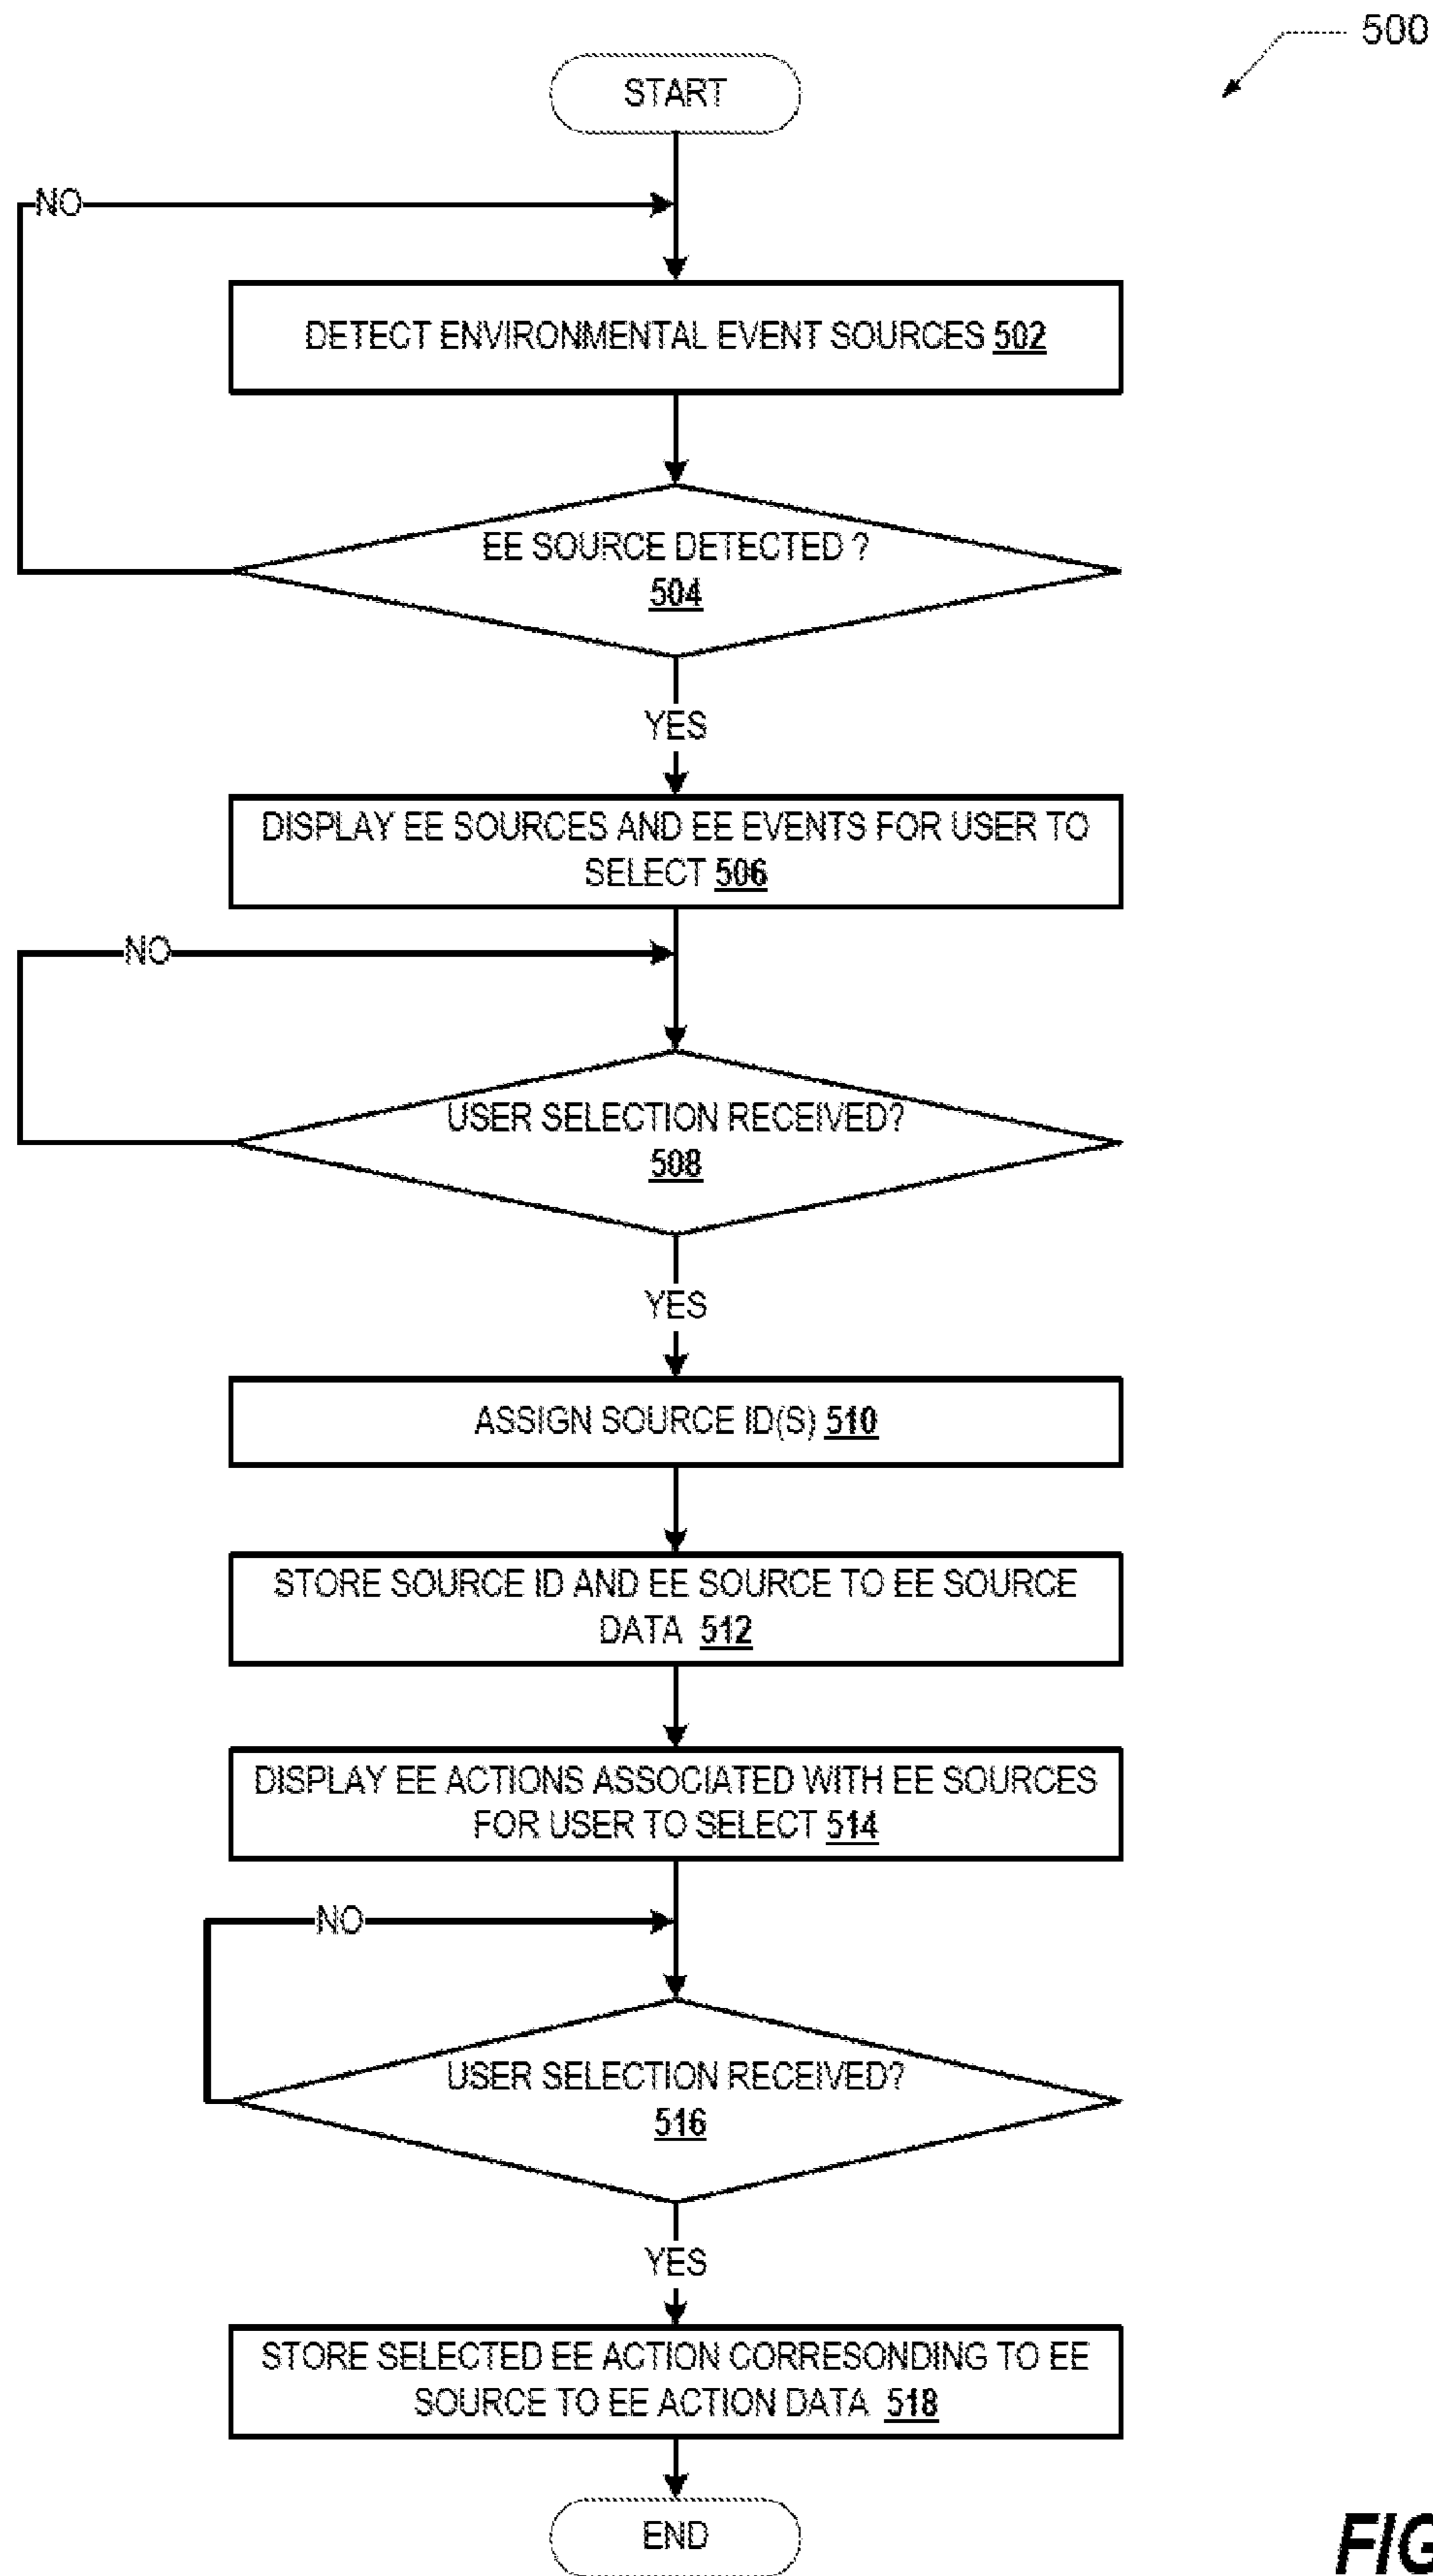 500
START
NO
DETECT ENVIRONMENTAL EVENT SOURCES 502
EE SOURCE DETECTED ?
504
YES
DISPLAY EE SOURCES AND EE EVENTS FOR USER TO
SELECT 506
NO
USER SELECTION RECEIVED?
508
YES
ASSIGN SOURCE ID(S) 510
STORE SOURCE ID AND EE SOURCE TO EE SOURCE
DATA 512
DISPLAY EE ACTIONS ASSOCIATED WITH EE SOURCES
FOR USER TO SELECT 514
NO
USER SELECTION RECEIVED?
516
YES
STORE SELECTED EE ACTION CORRESONDING TO EE
SOURCE TO EE ACTION DATA 518
END
FIG